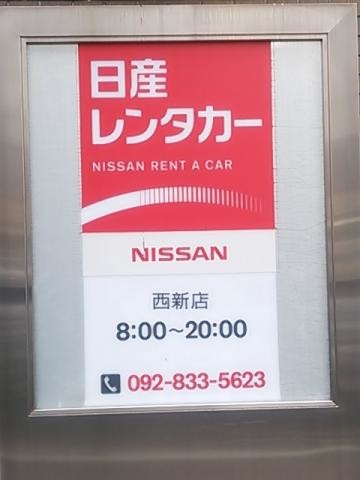 日産
レンタカー
NISSAN RENT A CAR
NISSAN
西新店
8:00～20:00
092-833-5623